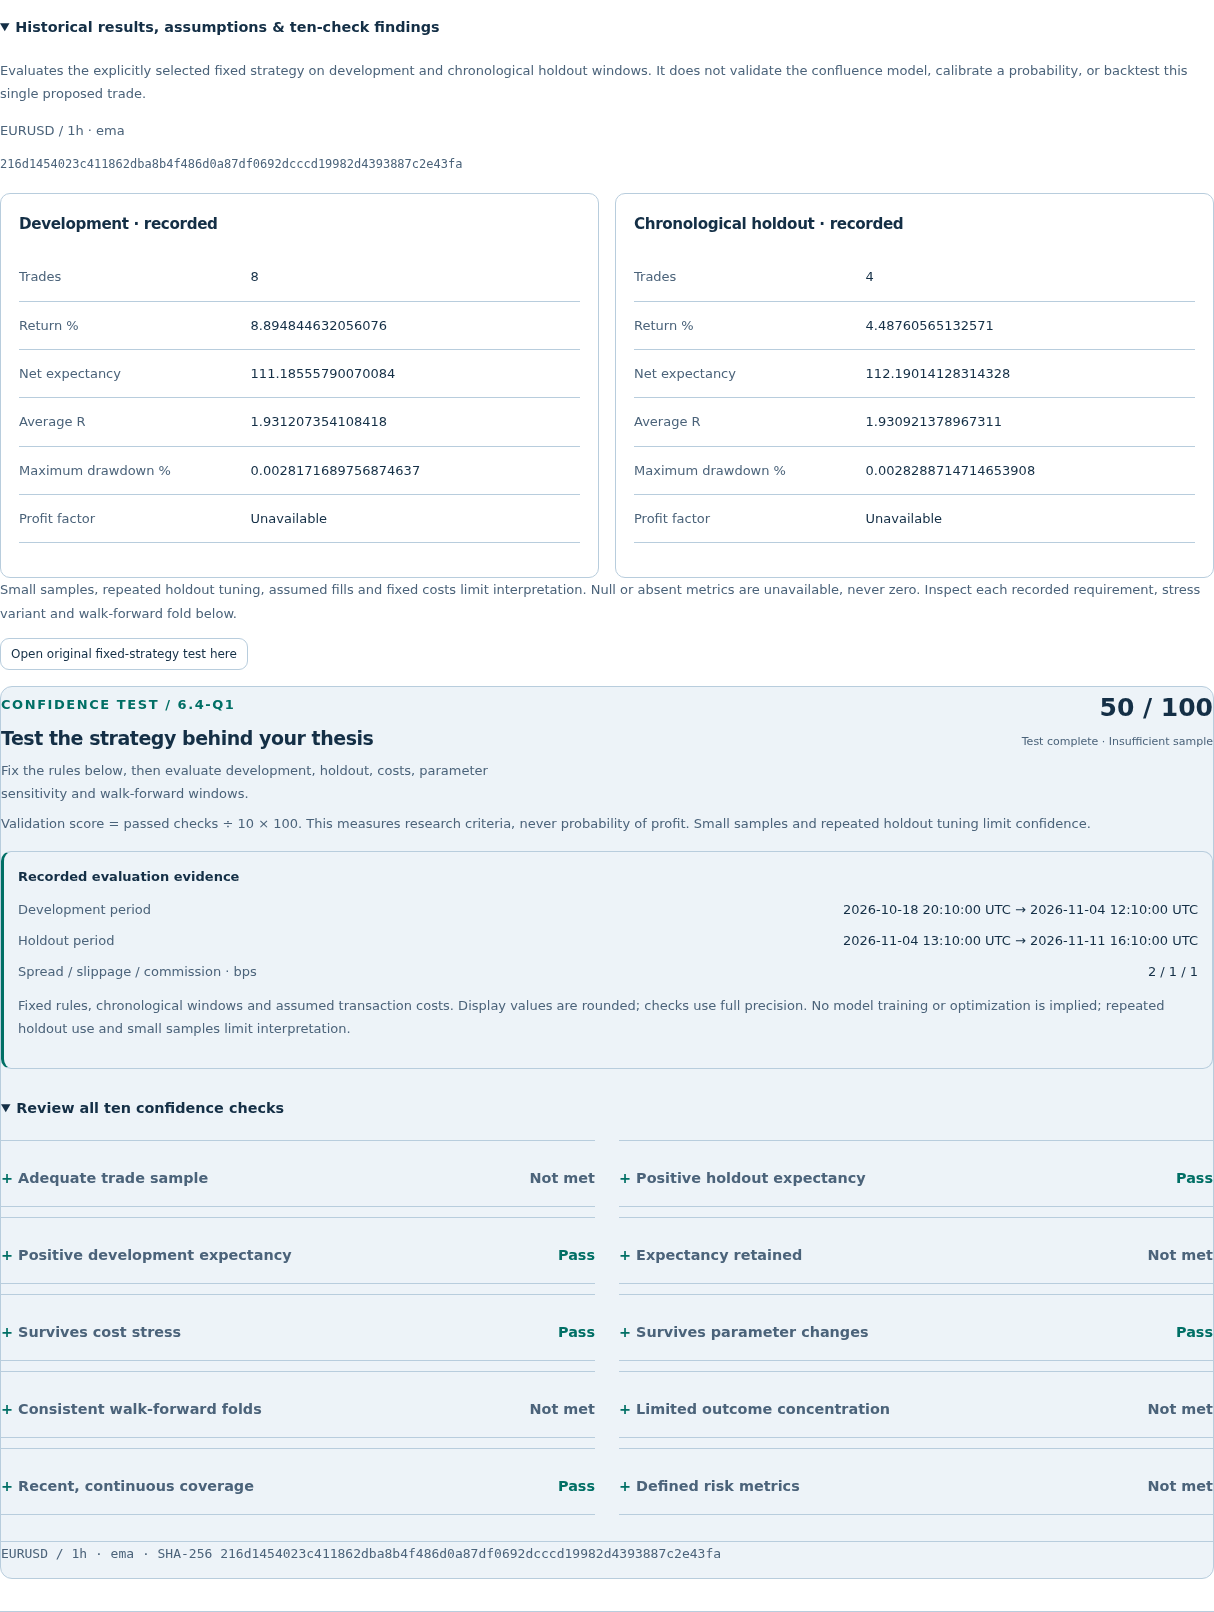 ▼ Historical results, assumptions & ten-check findings
Evaluates the explicitly selected fixed strategy on development and chronological holdout windows. It does not validate the confluence model, calibrate a probability, or backtest this
single proposed trade.
EURUSD / 1h · ema
216d1454023c411862dba8b4f486d0a87df0692dcccd19982d4393887c2e43fa
Development · recorded
Trades 8
Return % 8.894844632056076
Net expectancy 111.18555790070084
Average R 1.931207354108418
Maximum drawdown % 0.0028171689756874637
Profit factor Unavailable
Chronological holdout · recorded
Trades 4
Return % 4.48760565132571
Net expectancy 112.19014128314328
Average R 1.930921378967311
Maximum drawdown % 0.0028288714714653908
Profit factor Unavailable
Small samples, repeated holdout tuning, assumed fills and fixed costs limit interpretation. Null or absent metrics are unavailable, never zero. Inspect each recorded requirement, stress
variant and walk-forward fold below.
Open original fixed-strategy test here
CONFIDENCE TEST / 6.4-Q1
50 / 100
Test the strategy behind your thesis
Test complete · Insufficient sample
Fix the rules below, then evaluate development, holdout, costs, parameter
sensitivity and walk-forward windows.
Validation score = passed checks ÷ 10 × 100. This measures research criteria, never probability of profit. Small samples and repeated holdout tuning limit confidence.
Recorded evaluation evidence
Development period 2026-10-18 20:10:00 UTC → 2026-11-04 12:10:00 UTC
Holdout period 2026-11-04 13:10:00 UTC → 2026-11-11 16:10:00 UTC
Spread / slippage / commission · bps 2 / 1 / 1
Fixed rules, chronological windows and assumed transaction costs. Display values are rounded; checks use full precision. No model training or optimization is implied; repeated
holdout use and small samples limit interpretation.
▼ Review all ten confidence checks
+ Adequate trade sample Not met
+ Positive holdout expectancy Pass
+ Positive development expectancy Pass
+ Expectancy retained Not met
+ Survives cost stress Pass
+ Survives parameter changes Pass
+ Consistent walk-forward folds Not met
+ Limited outcome concentration Not met
+ Recent, continuous coverage Pass
+ Defined risk metrics Not met
EURUSD / 1h · ema · SHA-256 216d1454023c411862dba8b4f486d0a87df0692dcccd19982d4393887c2e43fa